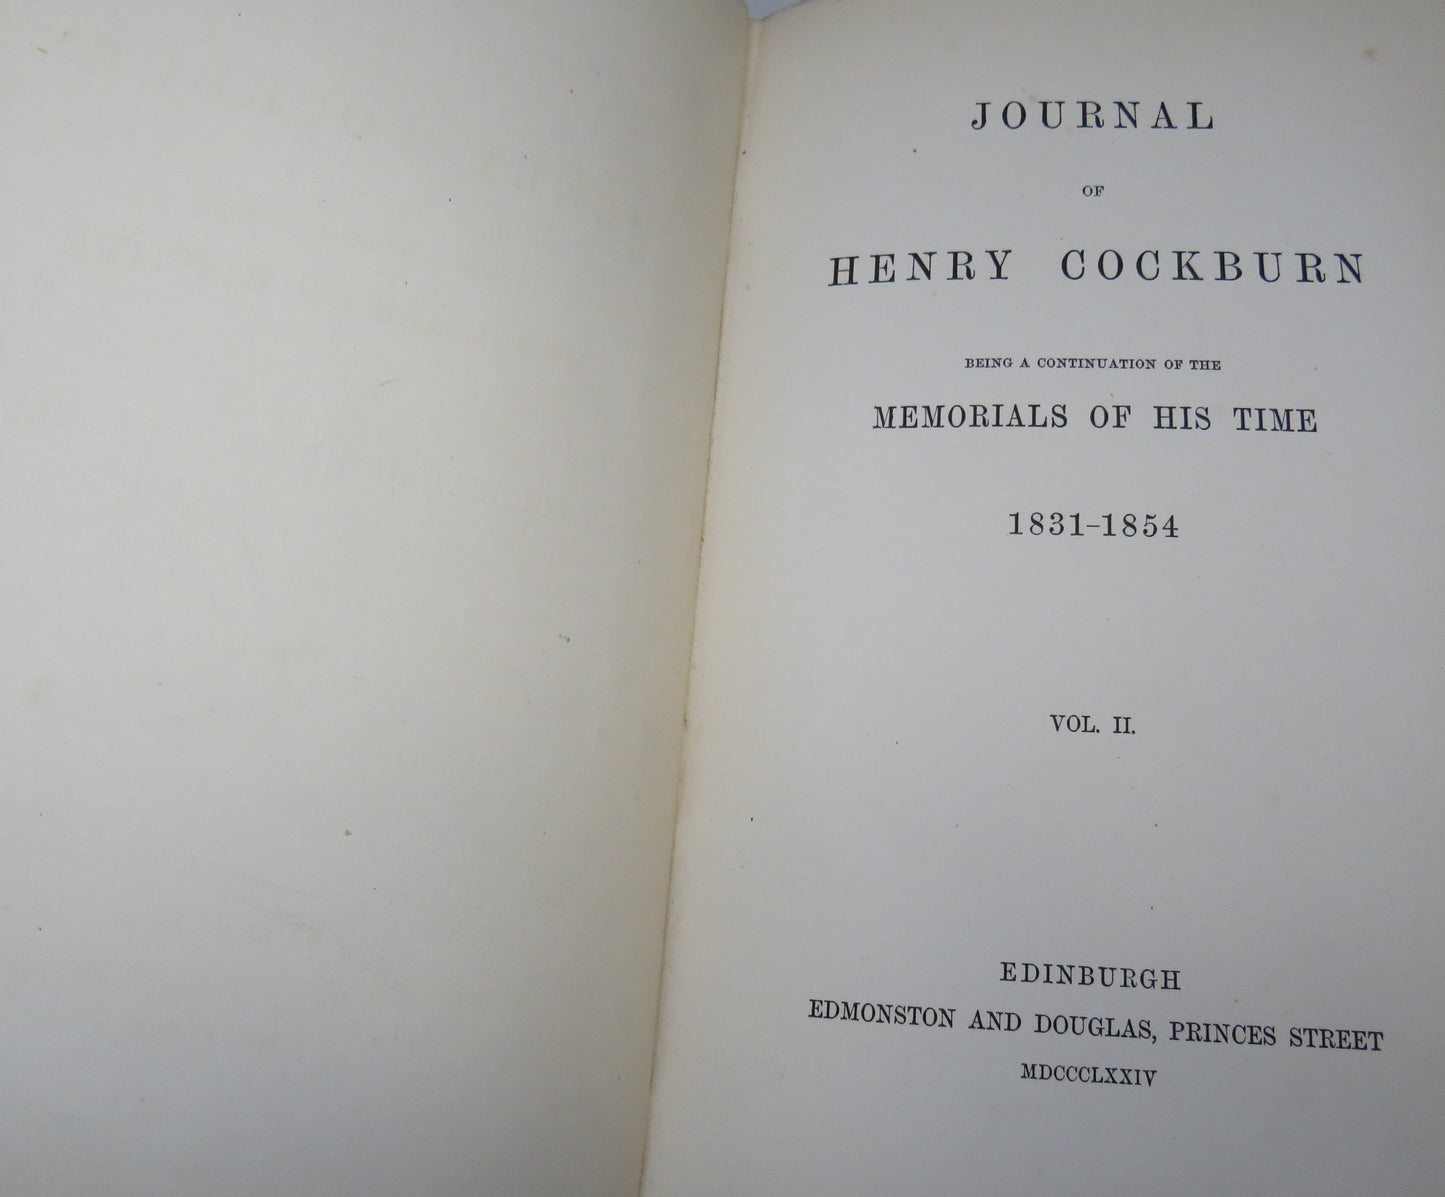 JOURNAL
OF
HENRY COCKBURN
BEING A CONTINUATION OF THE
MEMORIALS OF HIS TIME
1831–1854
VOL. II.
EDINBURGH
EDMONSTON AND DOUGLAS, PRINCES STREET
MDCCCLXXIV